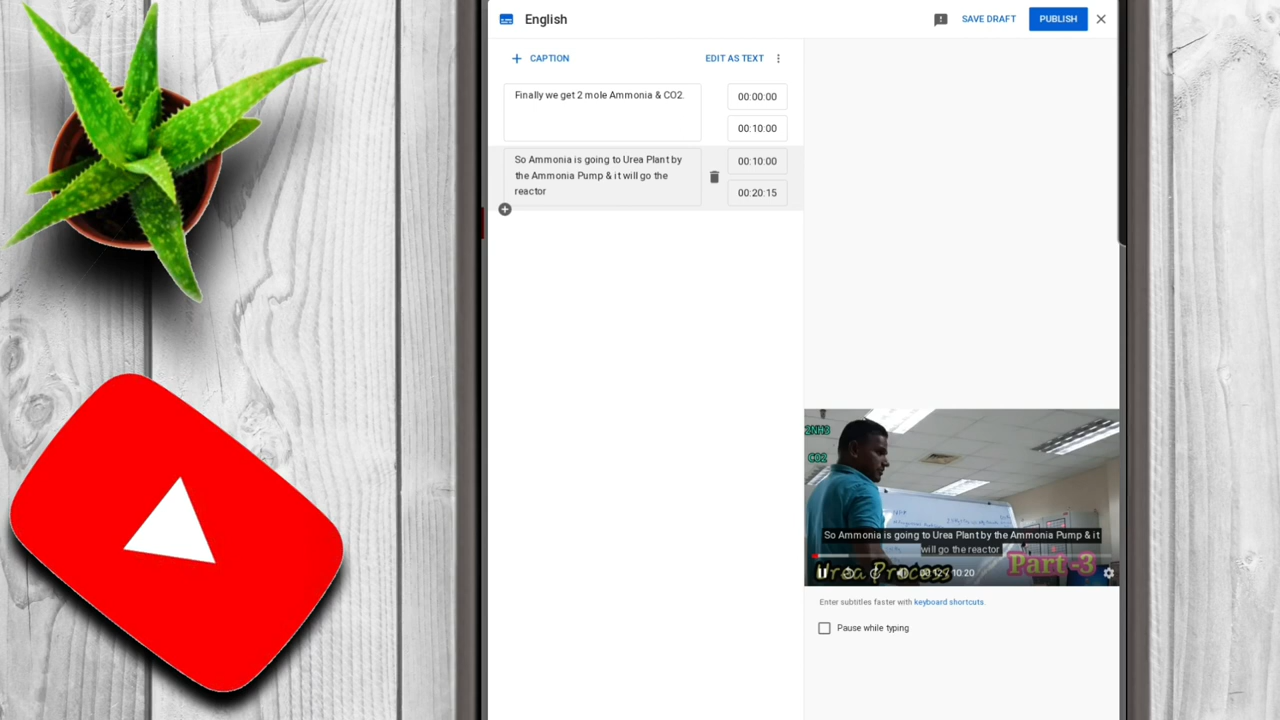 English
SAVE DRAFT
PUBLISH
CAPTION
EDIT AS TEXT
Finally we get 2 mole Ammonia & CO2.
00:00:00
00:10:00
So Ammonia is going to Urea Plant by
the Ammonia Pump & it will go the
reactor
00:10:00
00:20:15
2NH3
CO2
So Ammonia is going to Urea Plant by the Ammonia Pump & it
will go the reactor
Urea Process
Part -3
10:20
Enter subtitles faster with keyboard shortcuts.
Pause while typing